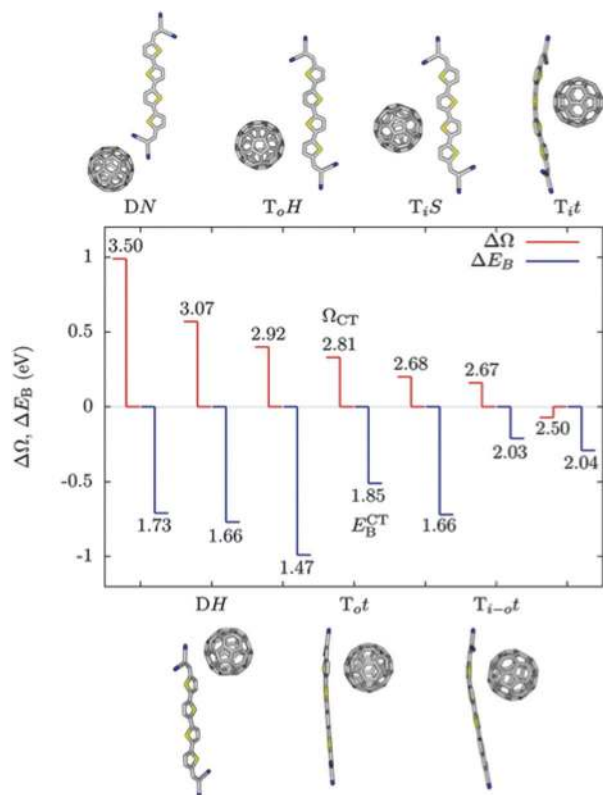 DN T_oH T_iS T_it
ΔΩ, ΔE_B (eV)
1
0.5
0
-0.5
-1
ΔΩ
ΔE_B
3.50
3.07
2.92
Ω_CT
2.81
2.68
2.67
2.50
1.73
1.66
1.47
1.85
E_B^CT
1.66
2.03
2.04
DH T_ot T_{i−o}t